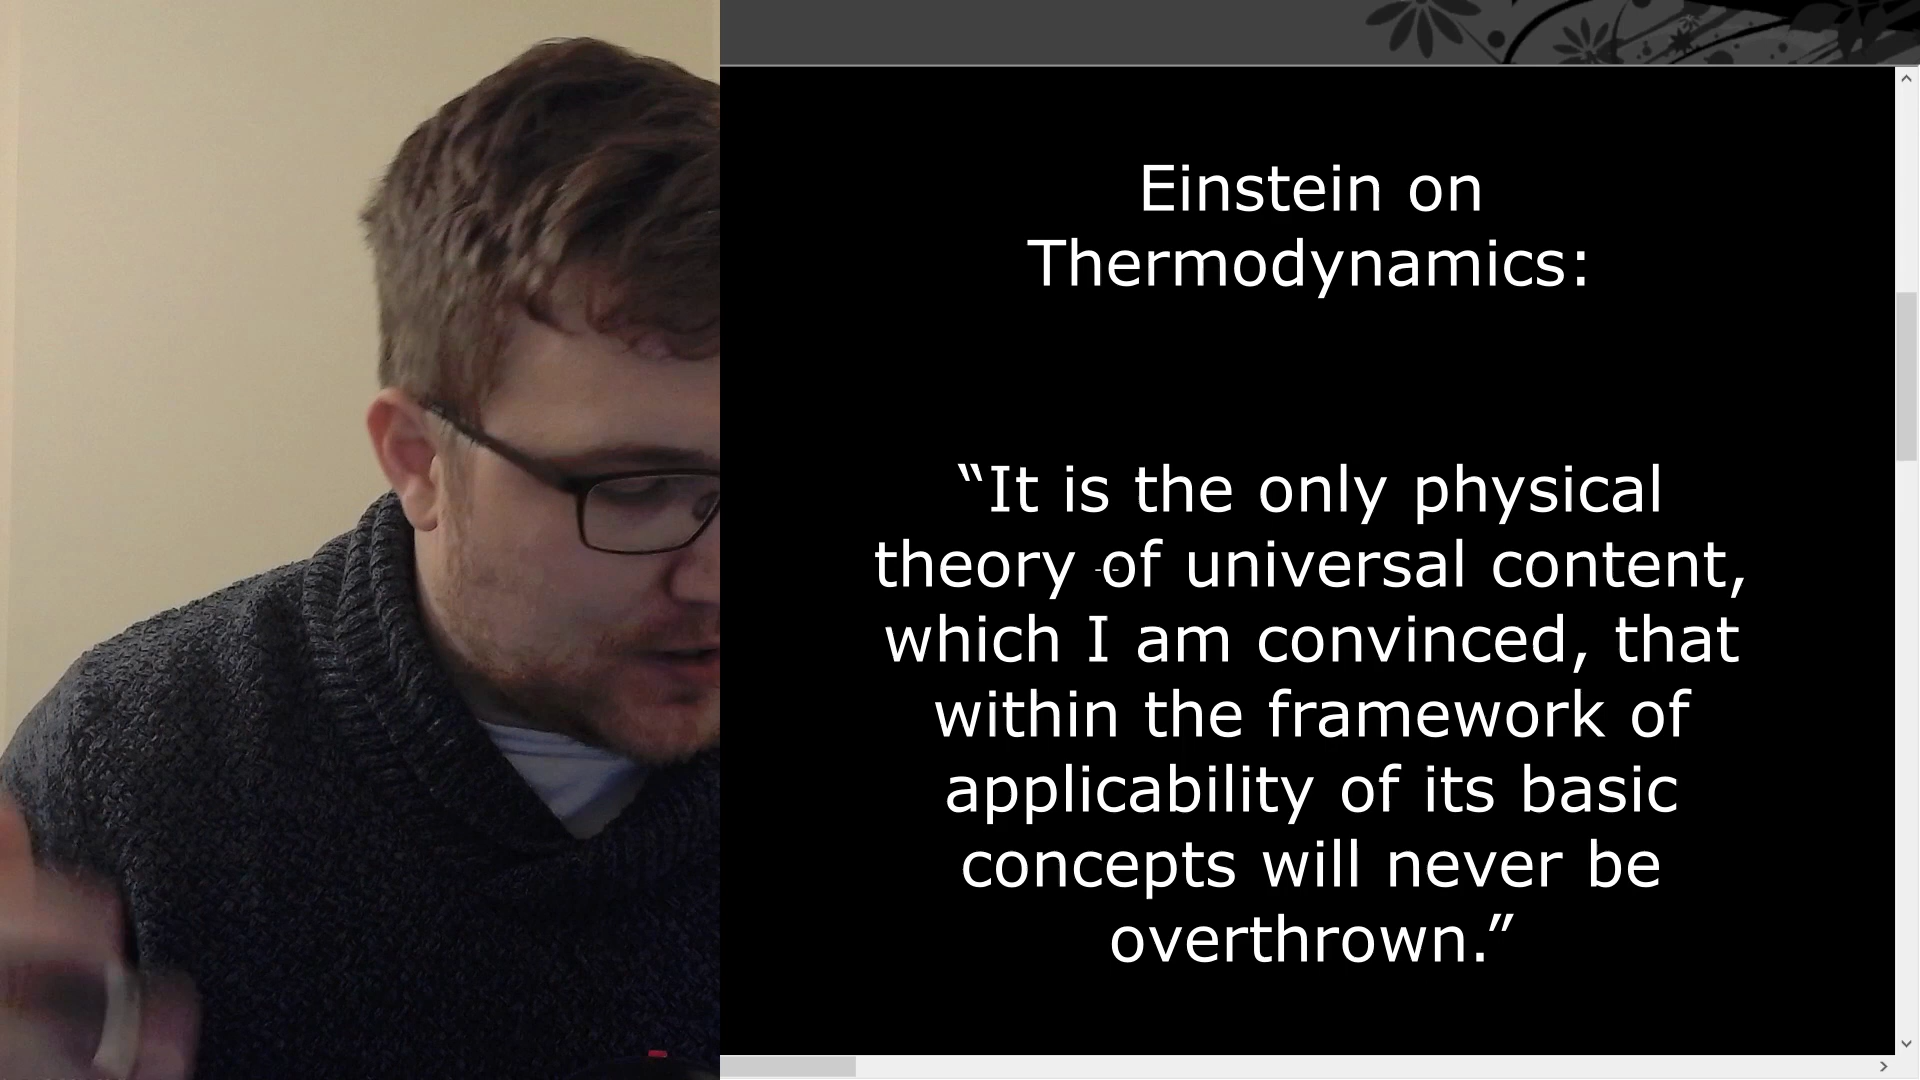 Einstein on
Thermodynamics:
“It is the only physical
theory of universal content,
which I am convinced, that
within the framework of
applicability of its basic
concepts will never be
overthrown.”